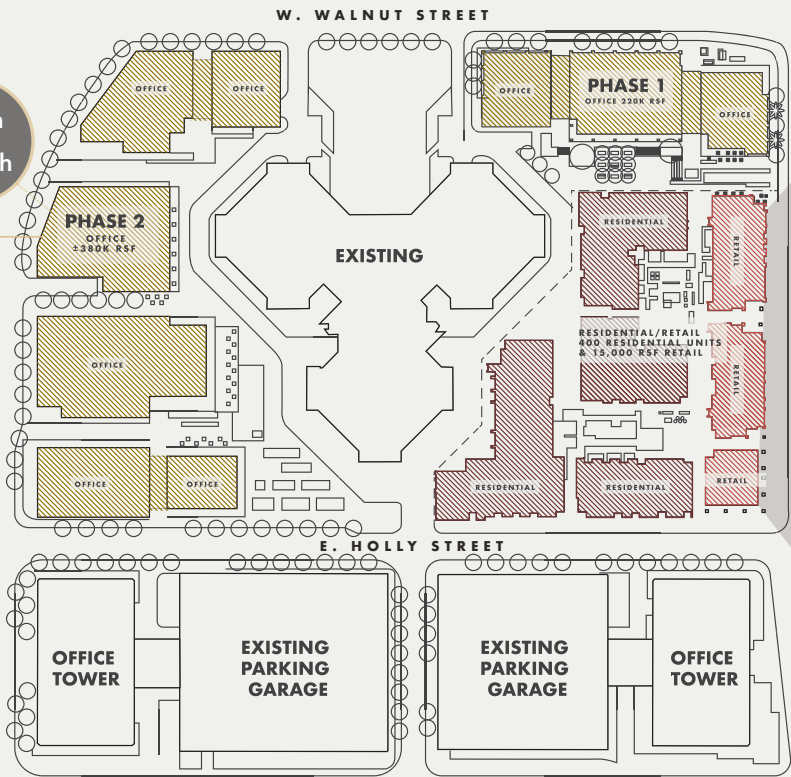 W. WALNUT STREET
OFFICE
OFFICE
OFFICE
PHASE 1
OFFICE 220K RSF
OFFICE
PHASE 2
OFFICE
±380K RSF
EXISTING
RESIDENTIAL
RETAIL
RESIDENTIAL/RETAIL
400 RESIDENTIAL UNITS
& 15,000 RSF RETAIL
RETAIL
OFFICE
OFFICE
OFFICE
RESIDENTIAL
RESIDENTIAL
RETAIL
E. HOLLY STREET
OFFICE
TOWER
EXISTING
PARKING
GARAGE
EXISTING
PARKING
GARAGE
OFFICE
TOWER